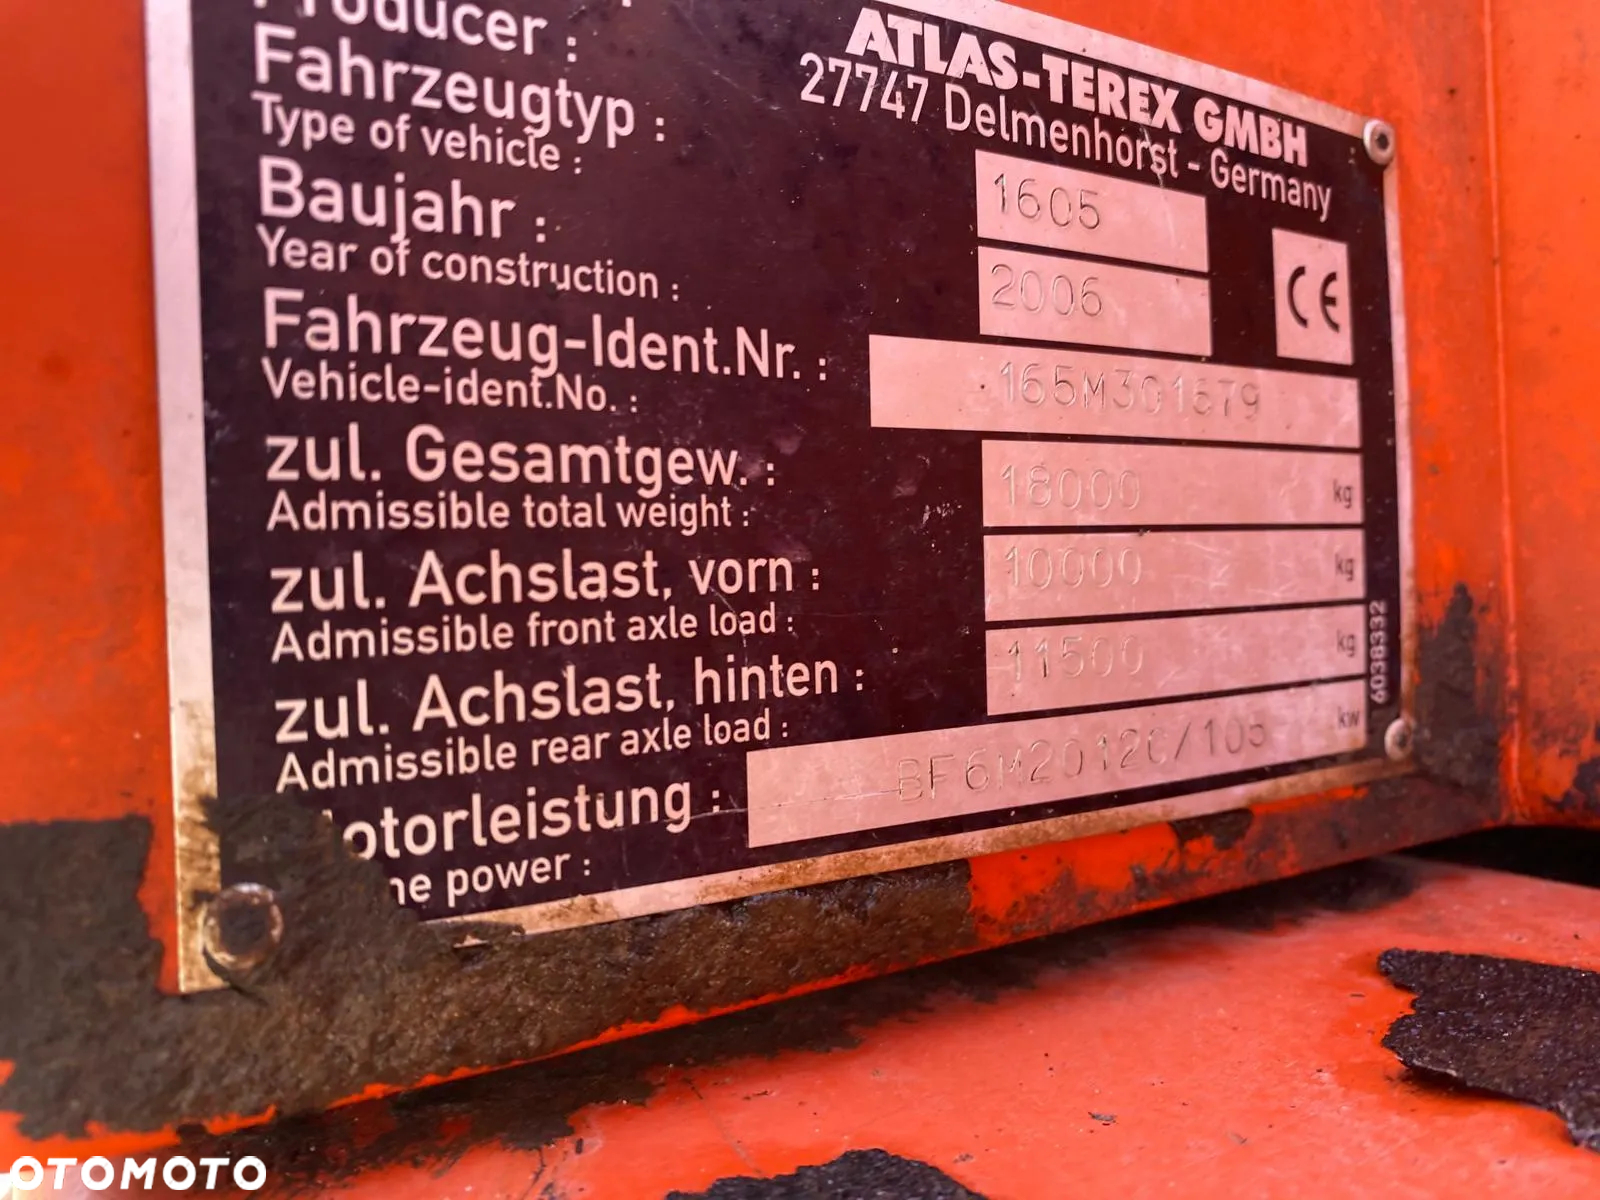 Producer :
ATLAS-TEREX GMBH
27747 Delmenhorst - Germany
Fahrzeugtyp :
Type of vehicle :
1605
Baujahr :
Year of construction :
2006
CE
Fahrzeug-Ident.Nr. :
Vehicle-ident.No. :
165M301679
zul. Gesamtgew. :
Admissible total weight :
18000 kg
zul. Achslast, vorn :
Admissible front axle load :
10000 kg
zul. Achslast, hinten :
Admissible rear axle load :
11500 kg
Motorleistung :
power :
BF6M2012C/105 kw
6038332
OTOMOTO